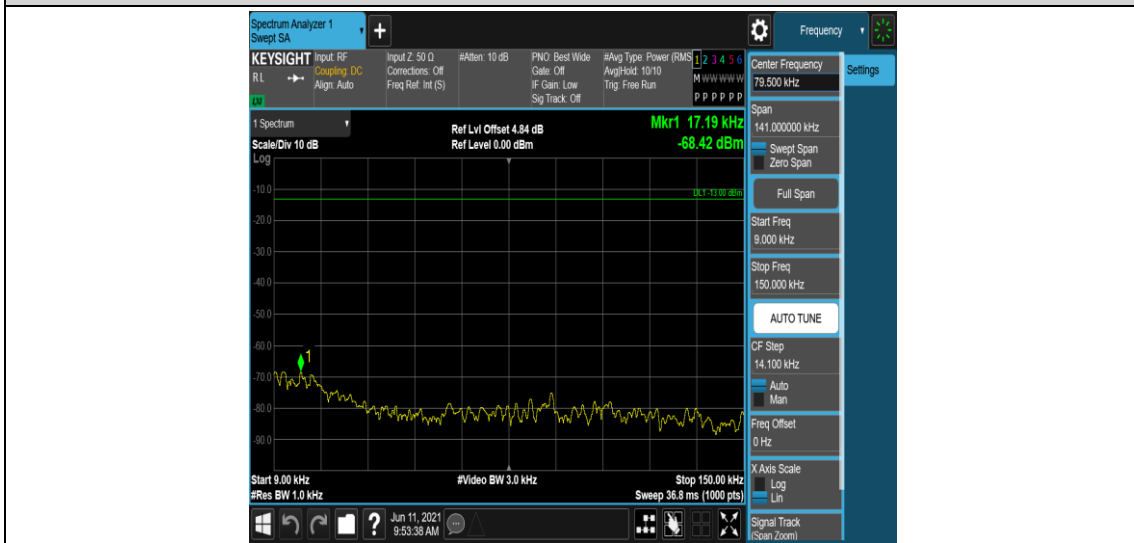 Spectrum Analyzer 1
Swept SA
+
Frequency
KEYSIGHT
RL
LXI
Input: RF
Coupling: DC
Align: Auto
Input Z: 50 Ω
Corrections: Off
Freq Ref: Int (S)
#Atten: 10 dB
PNO: Best Wide
Gate: Off
IF Gain: Low
Sig Track: Off
#Avg Type: Power (RMS
Avg|Hold: 10/10
Trig: Free Run
1 2 3 4 5 6
M W W W W W
P P P P P P
1 Spectrum
Scale/Div 10 dB
Log
Ref Lvl Offset 4.84 dB
Ref Level 0.00 dBm
Mkr1 17.19 kHz
-68.42 dBm
DL1 -13.00 dBm
-10.0
-20.0
-30.0
-40.0
-50.0
-60.0
-70.0
-80.0
-90.0
1
Start 9.00 kHz
#Res BW 1.0 kHz
#Video BW 3.0 kHz
Stop 150.00 kHz
Sweep 36.8 ms (1000 pts)
Center Frequency
79.500 kHz
Settings
Span
141.000000 kHz
Swept Span
Zero Span
Full Span
Start Freq
9.000 kHz
Stop Freq
150.000 kHz
AUTO TUNE
CF Step
14.100 kHz
Auto
Man
Freq Offset
0 Hz
X Axis Scale
Log
Lin
Signal Track
(Span Zoom)
?
Jun 11, 2021
9:53:38 AM